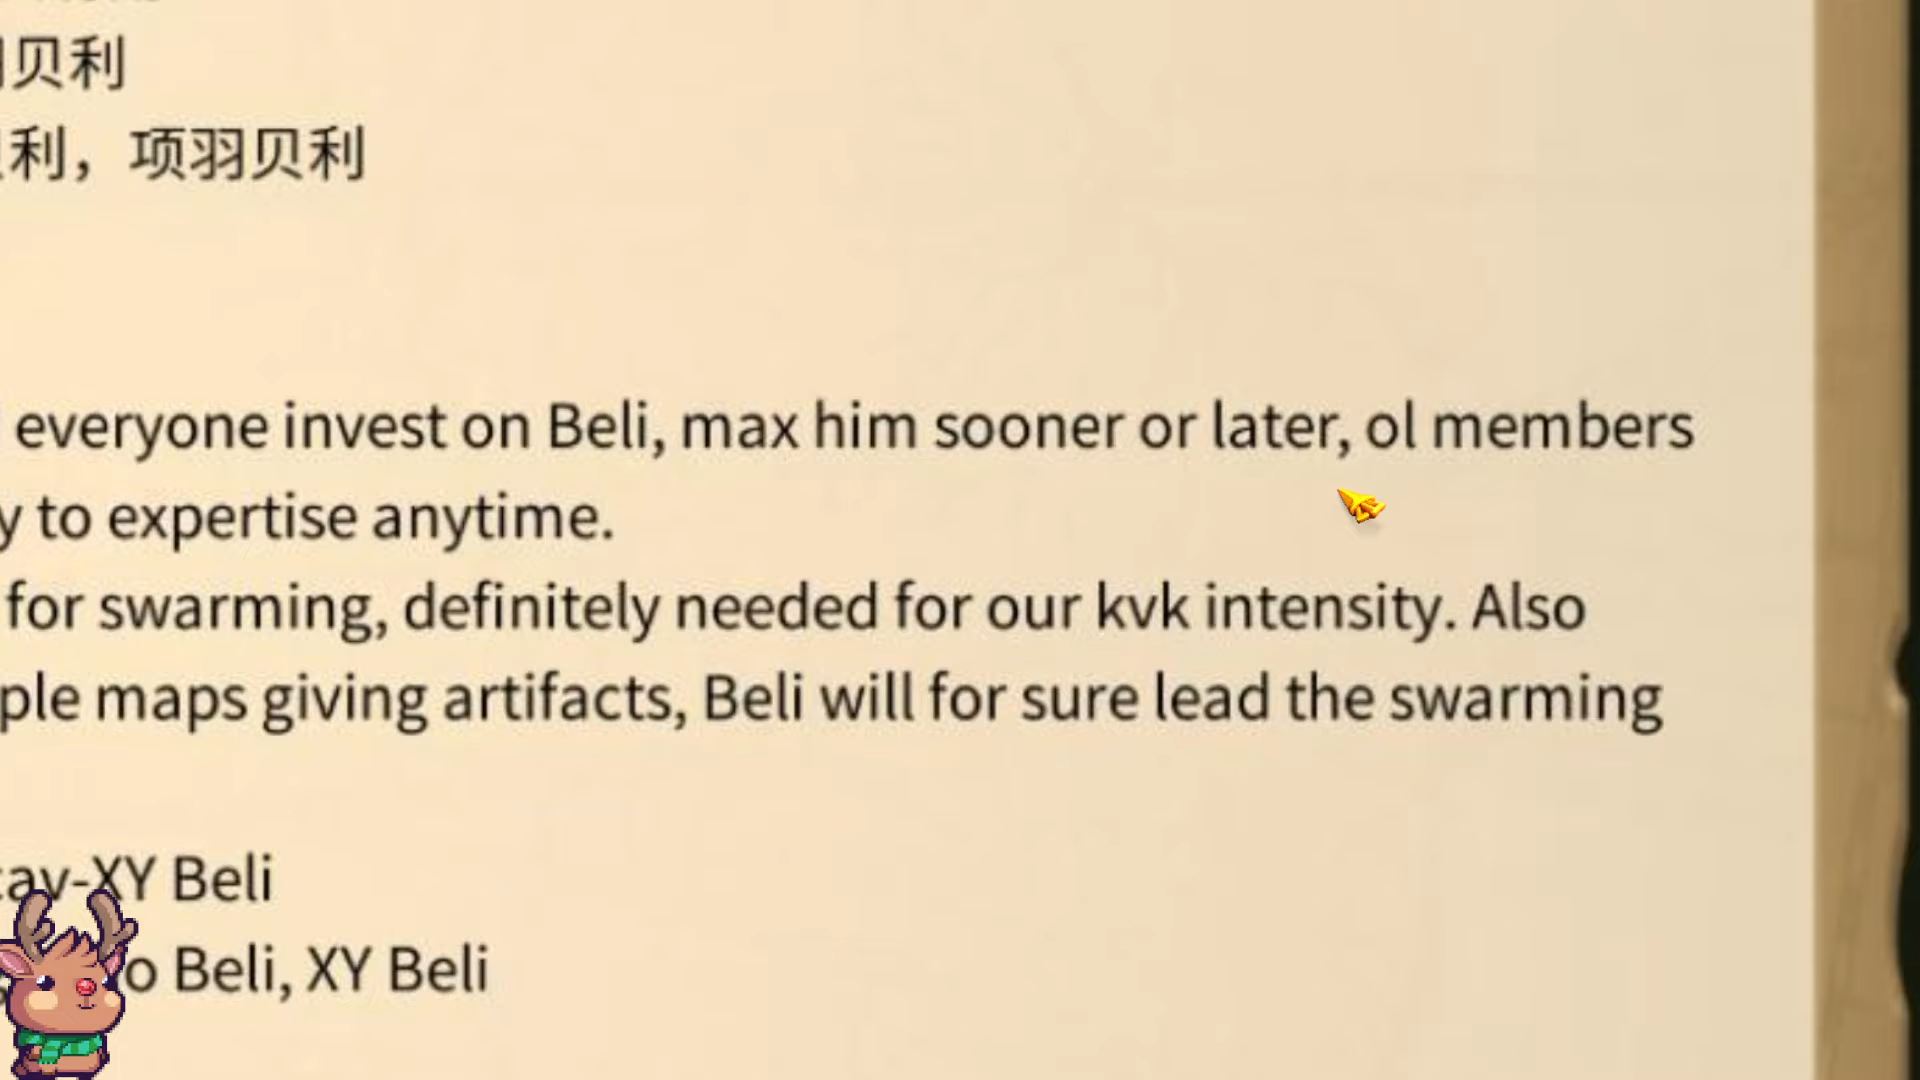 贝利
利，项羽贝利
everyone invest on Beli, max him sooner or later, ol members
y to expertise anytime.
for swarming, definitely needed for our kvk intensity. Also
ple maps giving artifacts, Beli will for sure lead the swarming
cav-XY Beli
o Beli, XY Beli